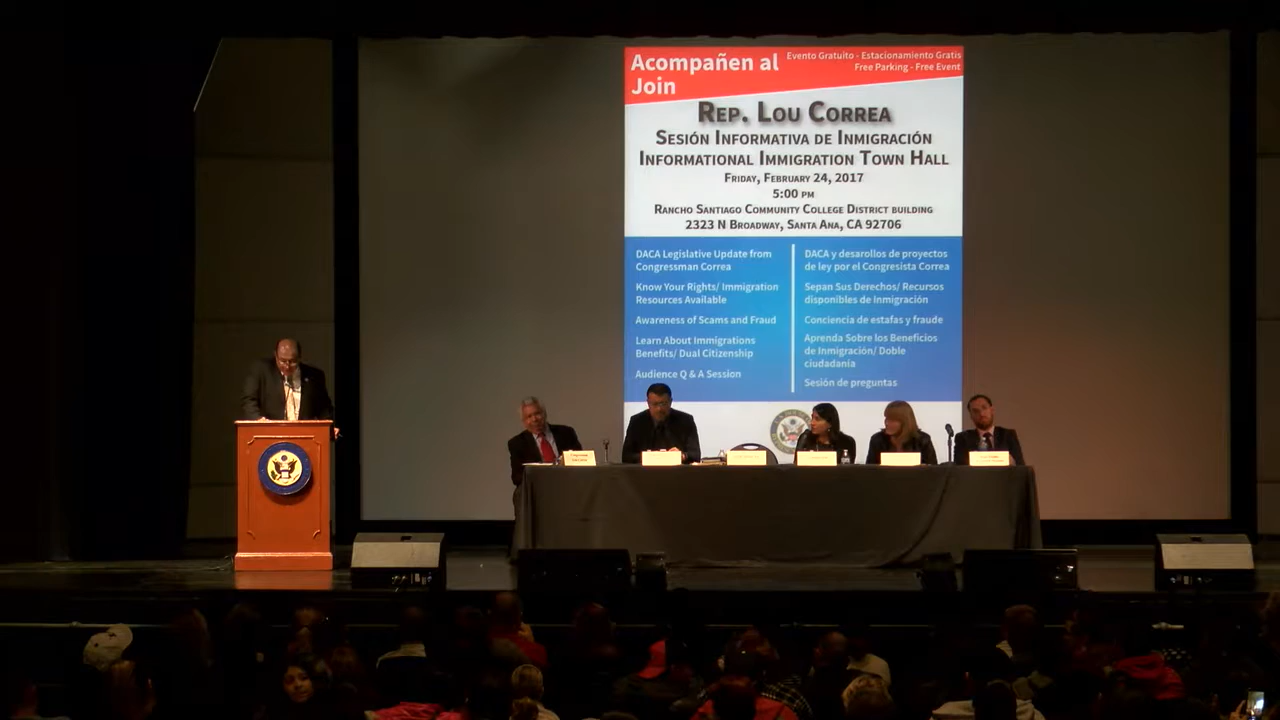 Acompañen al
Join
Evento Gratuito - Estacionamiento Gratis
Free Parking - Free Event
Rep. Lou Correa
Sesión Informativa de Inmigración
Informational Immigration Town Hall
Friday, February 24, 2017
5:00 pm
Rancho Santiago Community College District building
2323 N Broadway, Santa Ana, CA 92706
DACA Legislative Update from
Congressman Correa
Know Your Rights/ Immigration
Resources Available
Awareness of Scams and Fraud
Learn About Immigrations
Benefits/ Dual Citizenship
Audience Q & A Session
DACA y desarollos de proyectos
de ley por el Congresista Correa
Sepan Sus Derechos/ Recursos
disponibles de Inmigración
Conciencia de estafas y fraude
Aprenda Sobre los Beneficios
de Inmigración/ Doble
ciudadanía
Sesión de preguntas